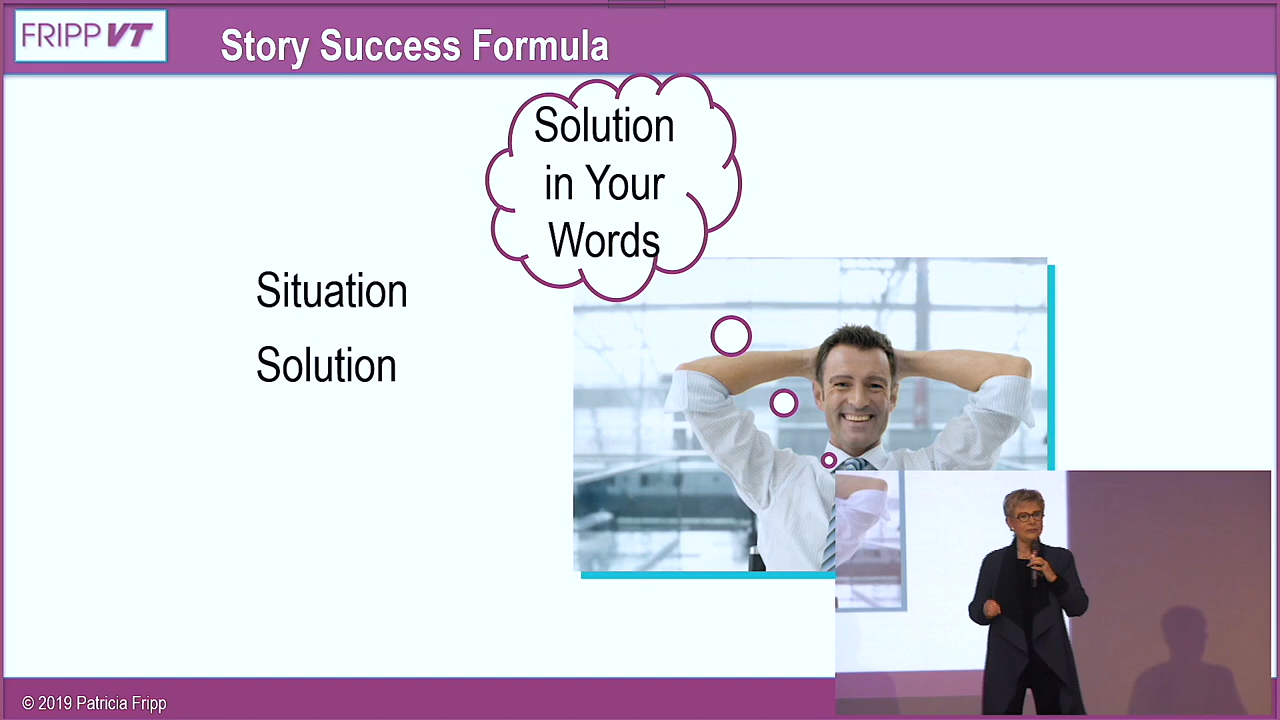 FRIPP VT
Story Success Formula
Solution
in Your
Words
Situation
Solution
© 2019 Patricia Fripp